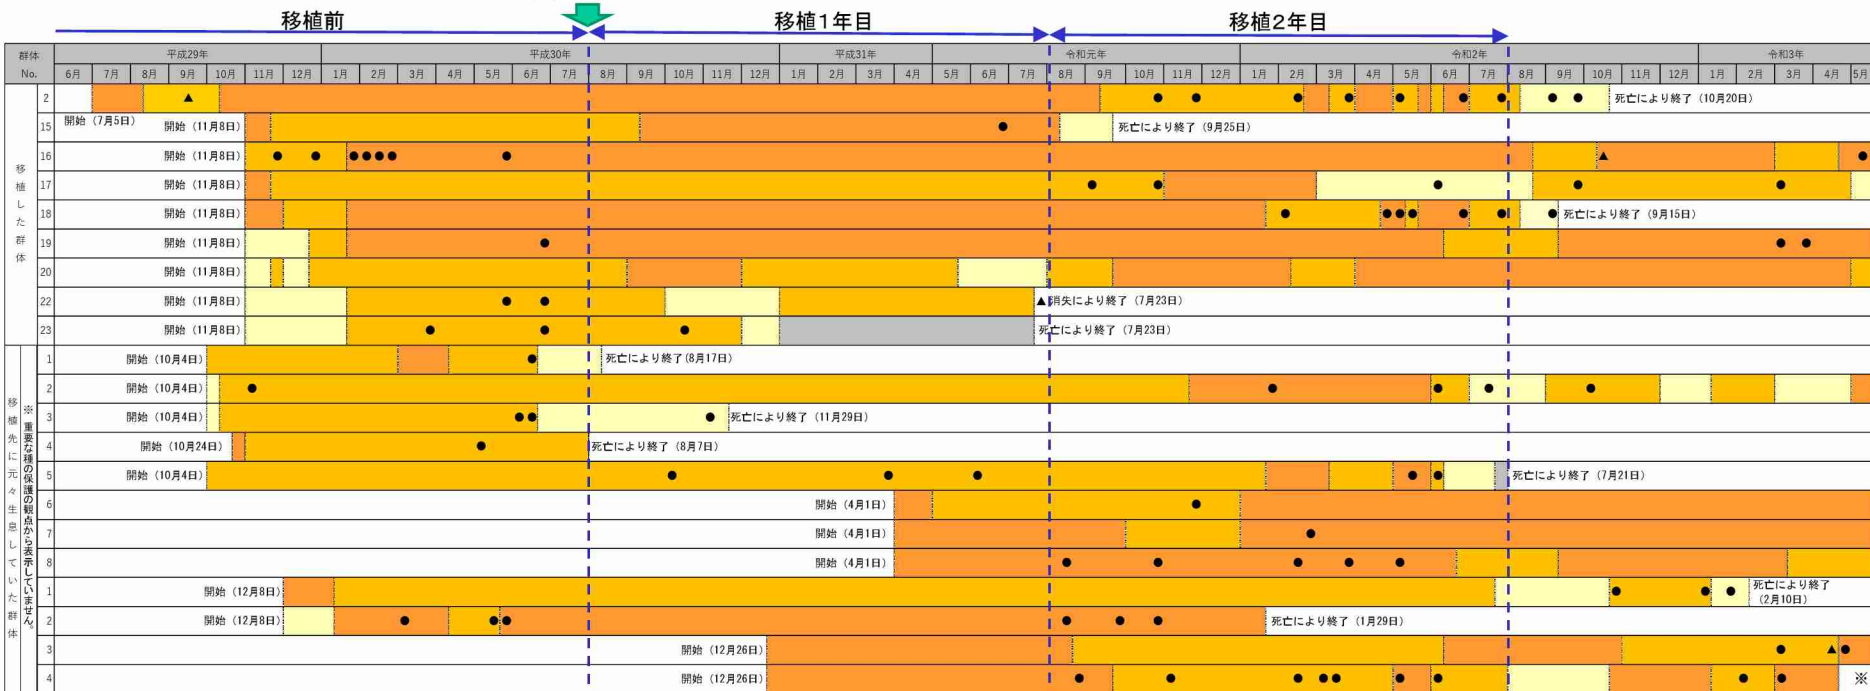 移植前 移植1年目 移植2年目
群体 No. 平成29年 平成30年 平成31年 令和元年 令和2年 令和3年
6月 7月 8月 9月 10月 11月 12月 1月 2月 3月 4月 5月 6月 7月 8月 9月 10月 11月 12月 1月 2月 3月 4月 5月 6月 7月 8月 9月 10月 11月 12月 1月 2月 3月 4月 5月 6月 7月 8月 9月 10月 11月 12月 1月 2月 3月 4月 5月
移植した群体
2 開始（7月5日） 死亡により終了（10月20日）
15 開始（11月8日） 死亡により終了（9月25日）
16 開始（11月8日）
17 開始（11月8日）
18 開始（11月8日） 死亡により終了（9月15日）
19 開始（11月8日）
20 開始（11月8日）
22 開始（11月8日） ▲消失により終了（7月23日）
23 開始（11月8日） 死亡により終了（7月23日）
移植先に元々生息していた群体
※ 重要な種の保護の観点から表示していません。
1 開始（10月4日） 死亡により終了（8月17日）
2 開始（10月4日）
3 開始（10月4日） 死亡により終了（11月29日）
4 開始（10月24日） 死亡により終了（8月7日）
5 開始（10月4日） 死亡により終了（7月21日）
6 開始（4月1日）
7 開始（4月1日）
8 開始（4月1日）
1 開始（12月8日） 死亡により終了
（2月10日）
2 開始（12月8日） 死亡により終了（1月29日）
3 開始（12月26日）
4 開始（12月26日） ※